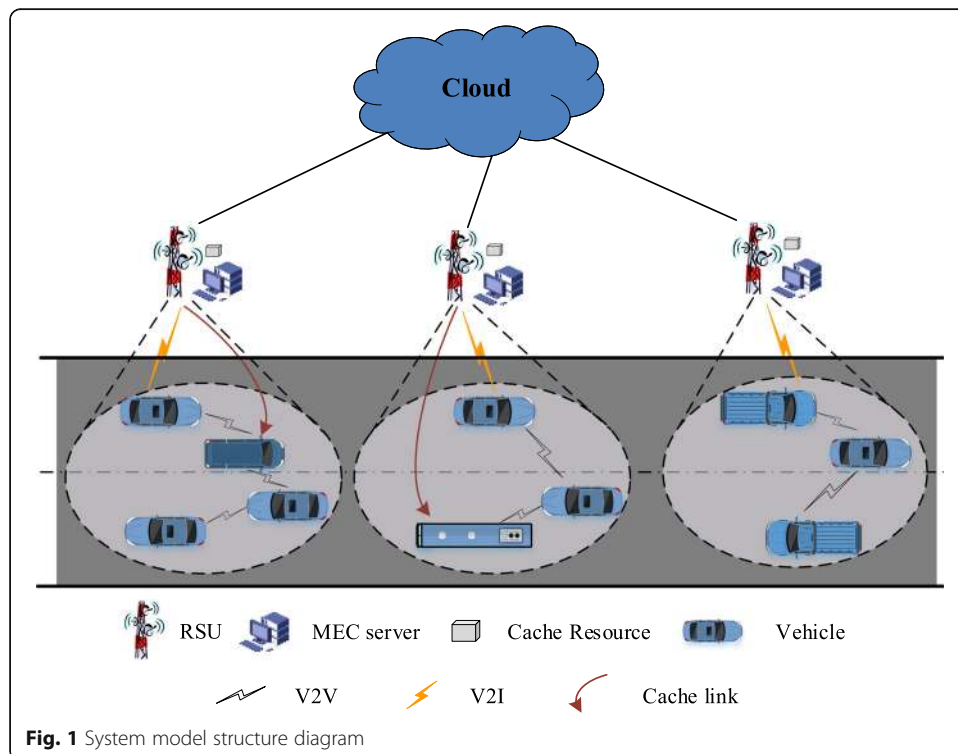 Cloud
RSU MEC server Cache Resource Vehicle
V2V V2I Cache link
Fig. 1 System model structure diagram